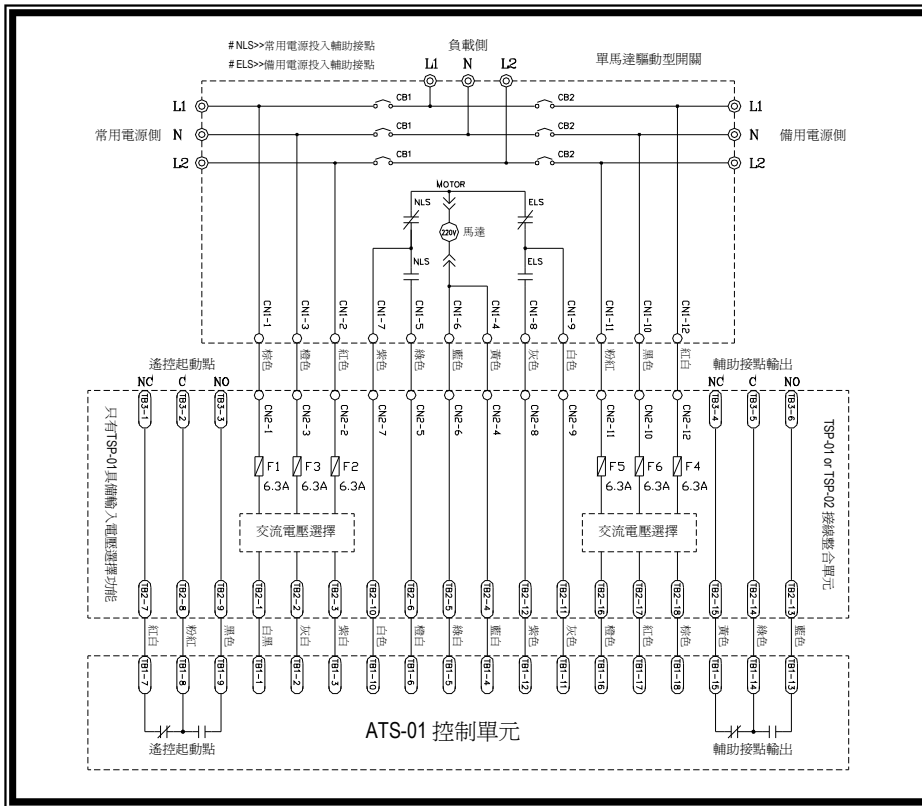 # NLS>>常用電源投入輔助接點
# ELS>>備用電源投入輔助接點
負載側
單馬達驅動型開關
L1 N L2
L1 CB1 CB2 L1
常用電源側 N CB1 CB2 N 備用電源側
L2 CB1 CB2 L2
MOTOR
NLS ELS
220V 馬達
NLS ELS
CN1-1 CN1-3 CN1-2 CN1-7 CN1-5 CN1-6 CN1-4 CN1-8 CN1-9 CN1-11 CN1-10 CN1-12
棕色 橙色 紅色 紫色 綠色 藍色 黃色 灰色 白色 粉紅 黑色 紅白
遙控起動點 輔助接點輸出
NC C NO NC C NO
TB3-1 TB3-2 TB3-3 TB3-4 TB3-5 TB3-6
CN2-1 CN2-3 CN2-2 CN2-7 CN2-5 CN2-6 CN2-4 CN2-8 CN2-9 CN2-11 CN2-10 CN2-12
只有TSP-01具備輸入電壓選擇功能
TSP-01 or TSP-02 接線整合單元
F1 F3 F2 F5 F6 F4
6.3A 6.3A 6.3A 6.3A 6.3A 6.3A
交流電壓選擇 交流電壓選擇
TB2-7 TB2-8 TB2-9 TB2-1 TB2-2 TB2-3 TB2-10 TB2-6 TB2-5 TB2-4 TB2-12 TB2-11 TB2-16 TB2-17 TB2-18 TB2-15 TB2-14 TB2-13
紅白 粉紅 黑色 白黑 灰白 紫白 白色 橙白 綠白 藍白 紫色 灰色 橙色 紅色 棕色 黃色 綠色 藍色
TB1-7 TB1-8 TB1-9 TB1-1 TB1-2 TB1-3 TB1-10 TB1-6 TB1-5 TB1-4 TB1-12 TB1-11 TB1-16 TB1-17 TB1-18 TB1-15 TB1-14 TB1-13
ATS-01 控制單元
遙控起動點 輔助接點輸出